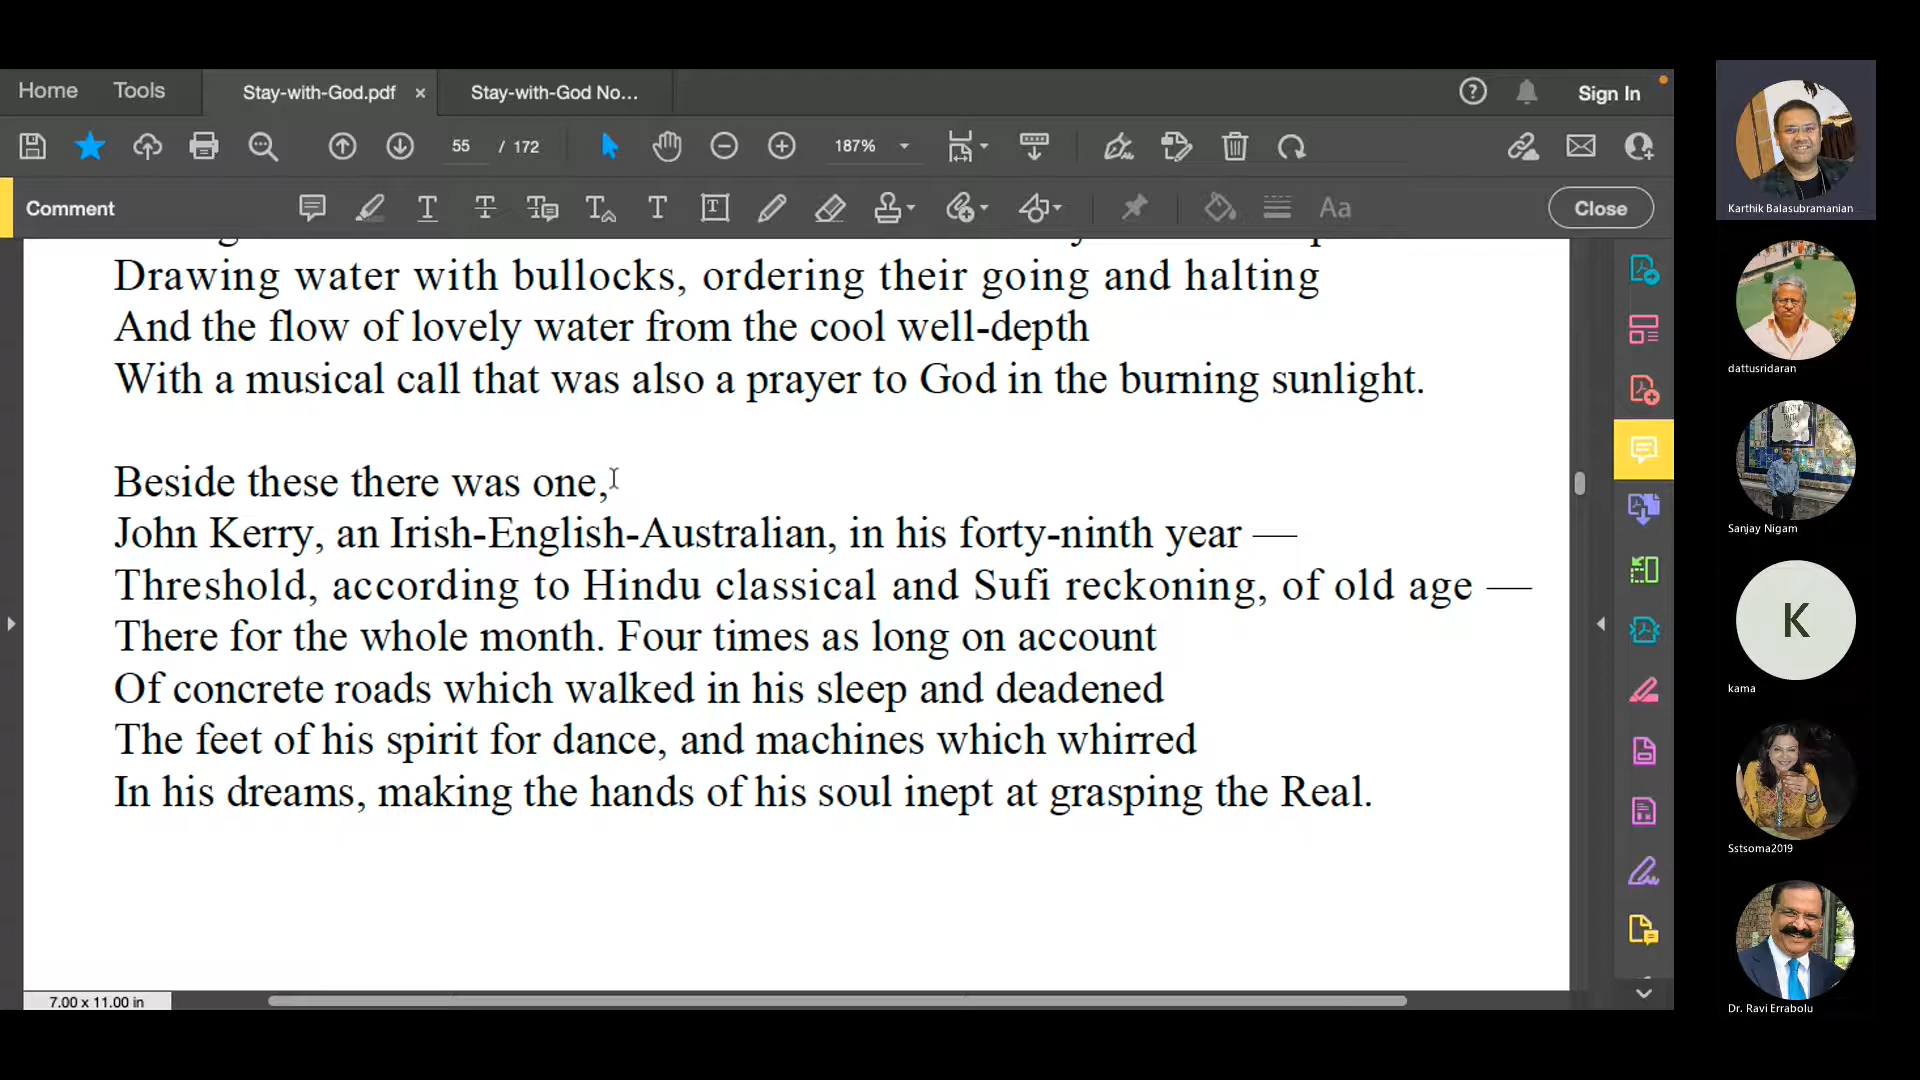 Home
Tools
Stay-with-God.pdf
Stay-with-God No...
Sign In
55
/ 172
187%
Comment
Close
Drawing water with bullocks, ordering their going and halting
And the flow of lovely water from the cool well-depth
With a musical call that was also a prayer to God in the burning sunlight.
Beside these there was one,
John Kerry, an Irish-English-Australian, in his forty-ninth year —
Threshold, according to Hindu classical and Sufi reckoning, of old age —
There for the whole month. Four times as long on account
Of concrete roads which walked in his sleep and deadened
The feet of his spirit for dance, and machines which whirred
In his dreams, making the hands of his soul inept at grasping the Real.
7.00 x 11.00 in
Karthik Balasubramanian
dattusridaran
Sanjay Nigam
K
kama
Sstsoma2019
Dr. Ravi Errabolu